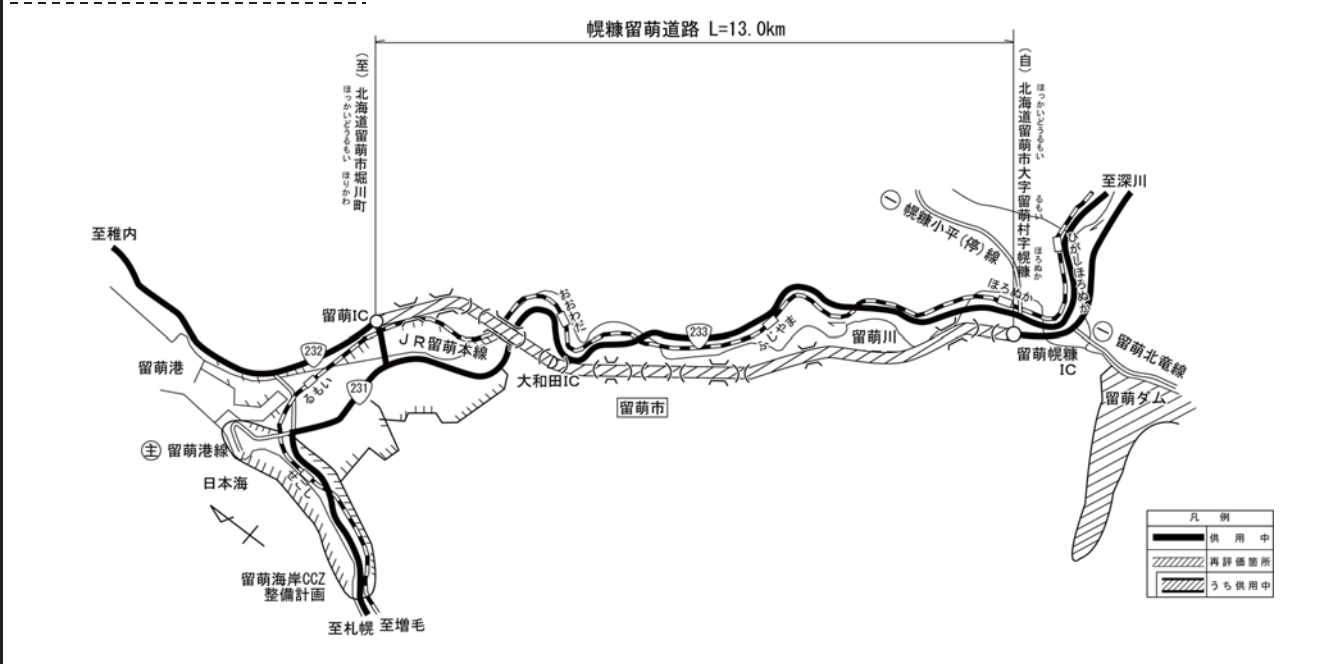 幌糠留萌道路 L=13.0km
（至）北海道留萌市堀川町
ほっかいどうるもい ほりかわ
（自）北海道留萌市大字留萌村字幌糠
ほっかいどうるもい るもい ほろぬか
至深川
㊀ 幌糠小平(停)線
至稚内
ひがしほろぬか
ほろぬか
おおわだ
留萌IC
233
ふじやま
留萌川
232
JR留萌本線
留萌幌糠
IC
㊀ 留萌北竜線
留萌港
231
るもい
大和田IC
留萌市
留萌ダム
主 留萌港線
日本海
せごし
凡例
供用中
再評価箇所
うち供用中
留萌海岸CCZ
整備計画
至札幌 至増毛